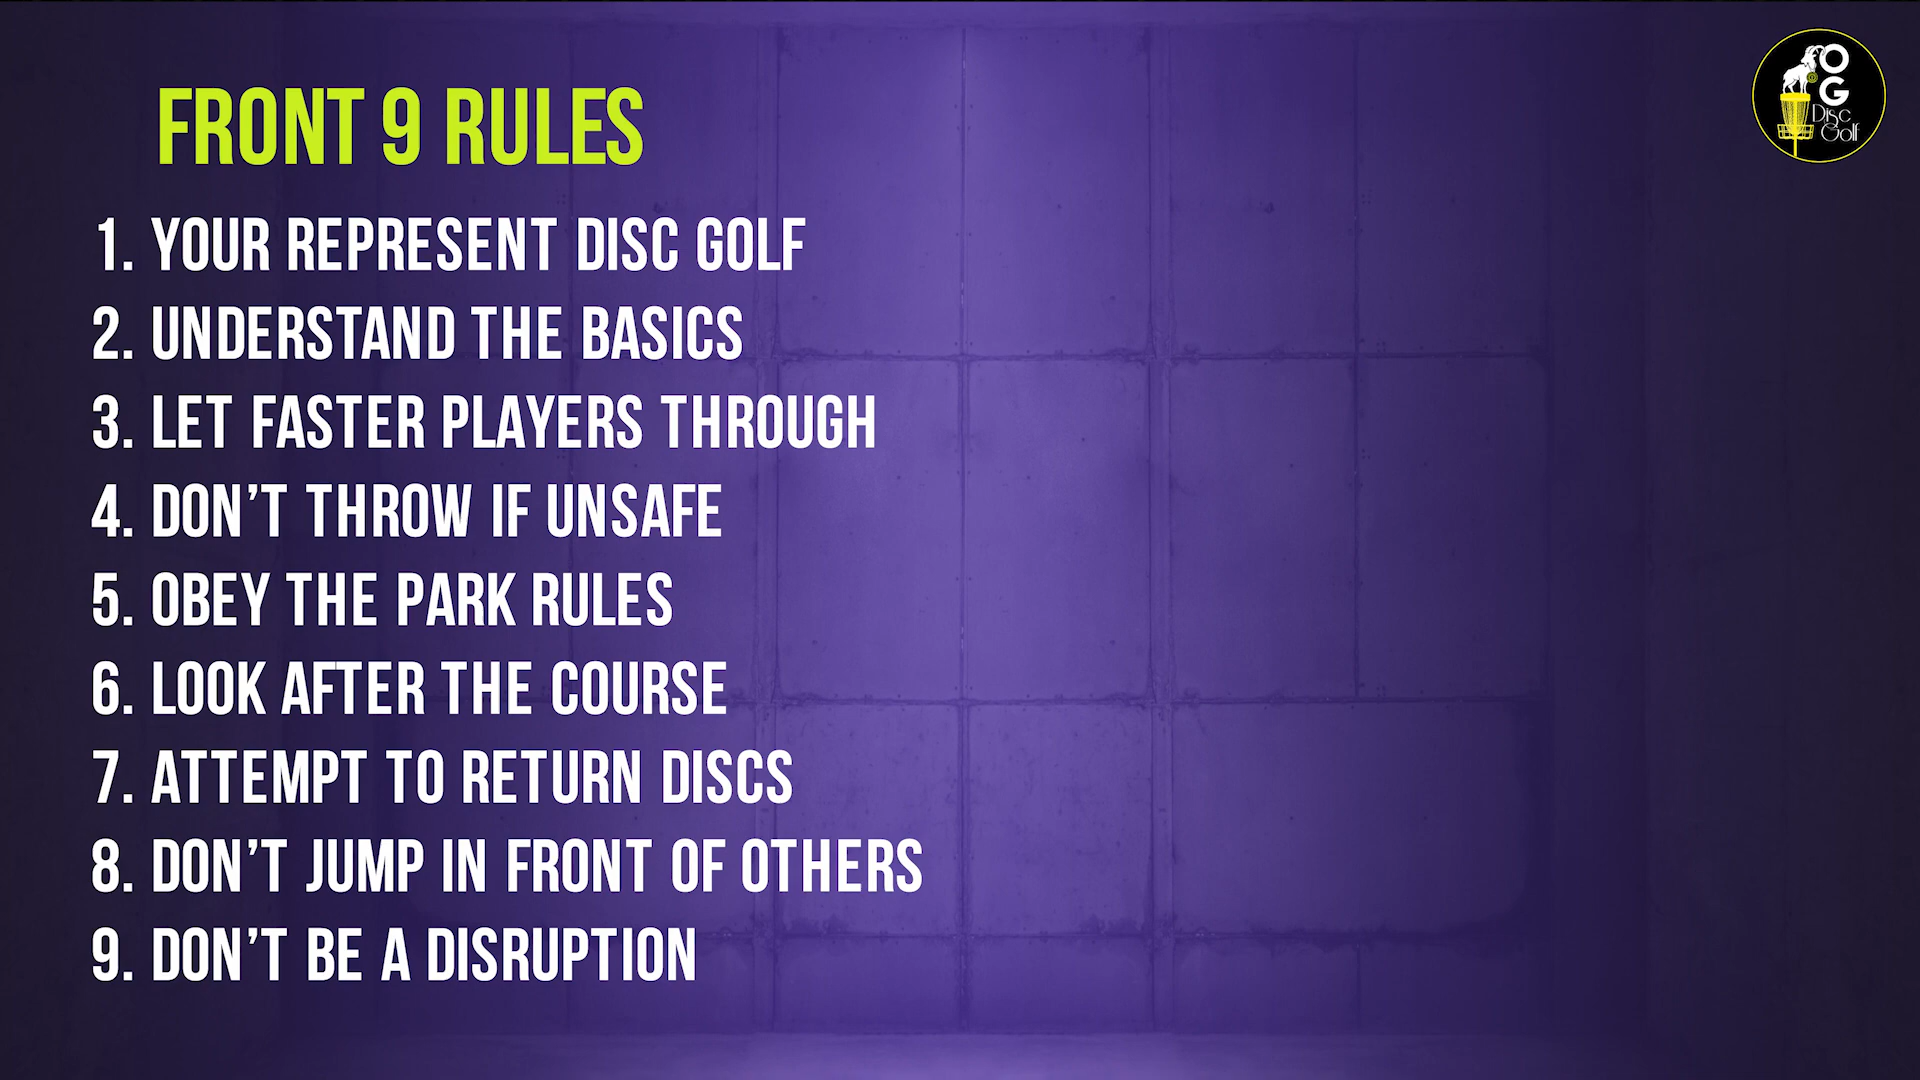 FRONT 9 RULES
1. YOUR REPRESENT DISC GOLF
2. UNDERSTAND THE BASICS
3. LET FASTER PLAYERS THROUGH
4. DON’T THROW IF UNSAFE
5. OBEY THE PARK RULES
6. LOOK AFTER THE COURSE
7. ATTEMPT TO RETURN DISCS
8. DON’T JUMP IN FRONT OF OTHERS
9. DON’T BE A DISRUPTION
O
G
Disc
Golf